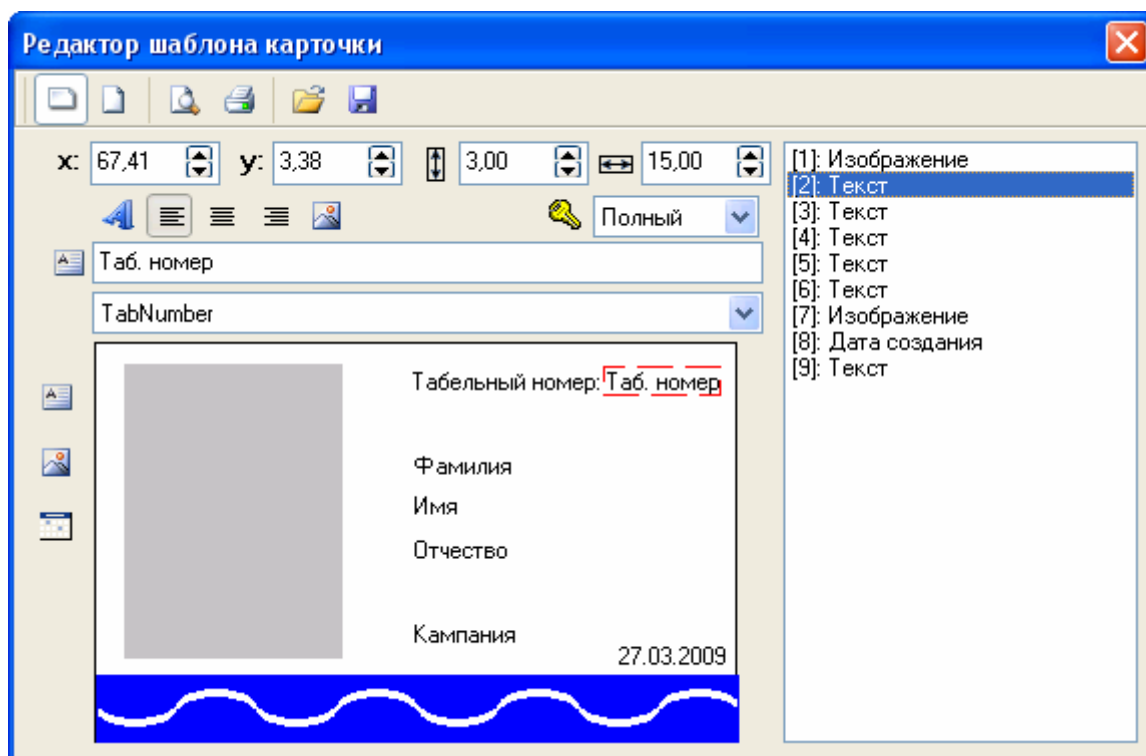 Редактор шаблона карточки
x: 67,41 y: 3,38 3,00 15,00
Полный
Таб. номер
TabNumber
Табельный номер: Таб. номер
Фамилия
Имя
Отчество
Кампания
27.03.2009
[1]: Изображение
[2]: Текст
[3]: Текст
[4]: Текст
[5]: Текст
[6]: Текст
[7]: Изображение
[8]: Дата создания
[9]: Текст